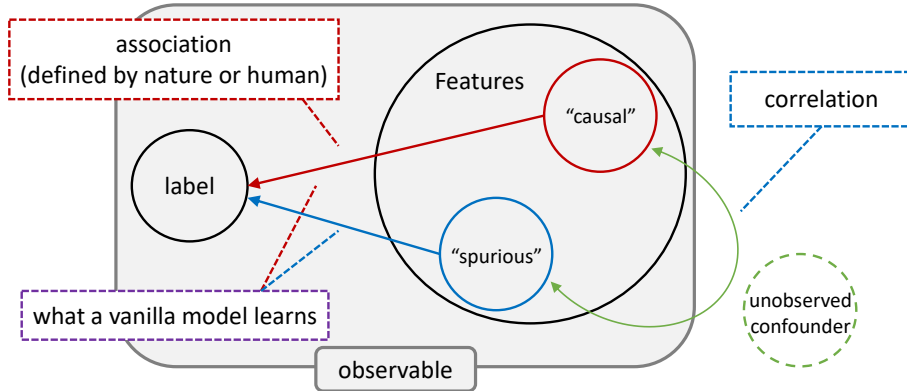 association
(defined by nature or human)
Features
"causal"
correlation
label
"spurious"
what a vanilla model learns
unobserved
confounder
observable